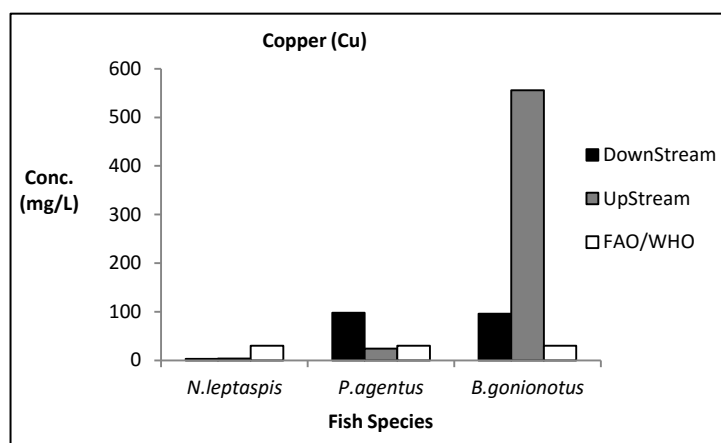 Copper (Cu)
600
500
400
300
200
100
0
Conc.
(mg/L)
DownStream
UpStream
FAO/WHO
N.leptaspis P.agentus B.gonionotus
Fish Species